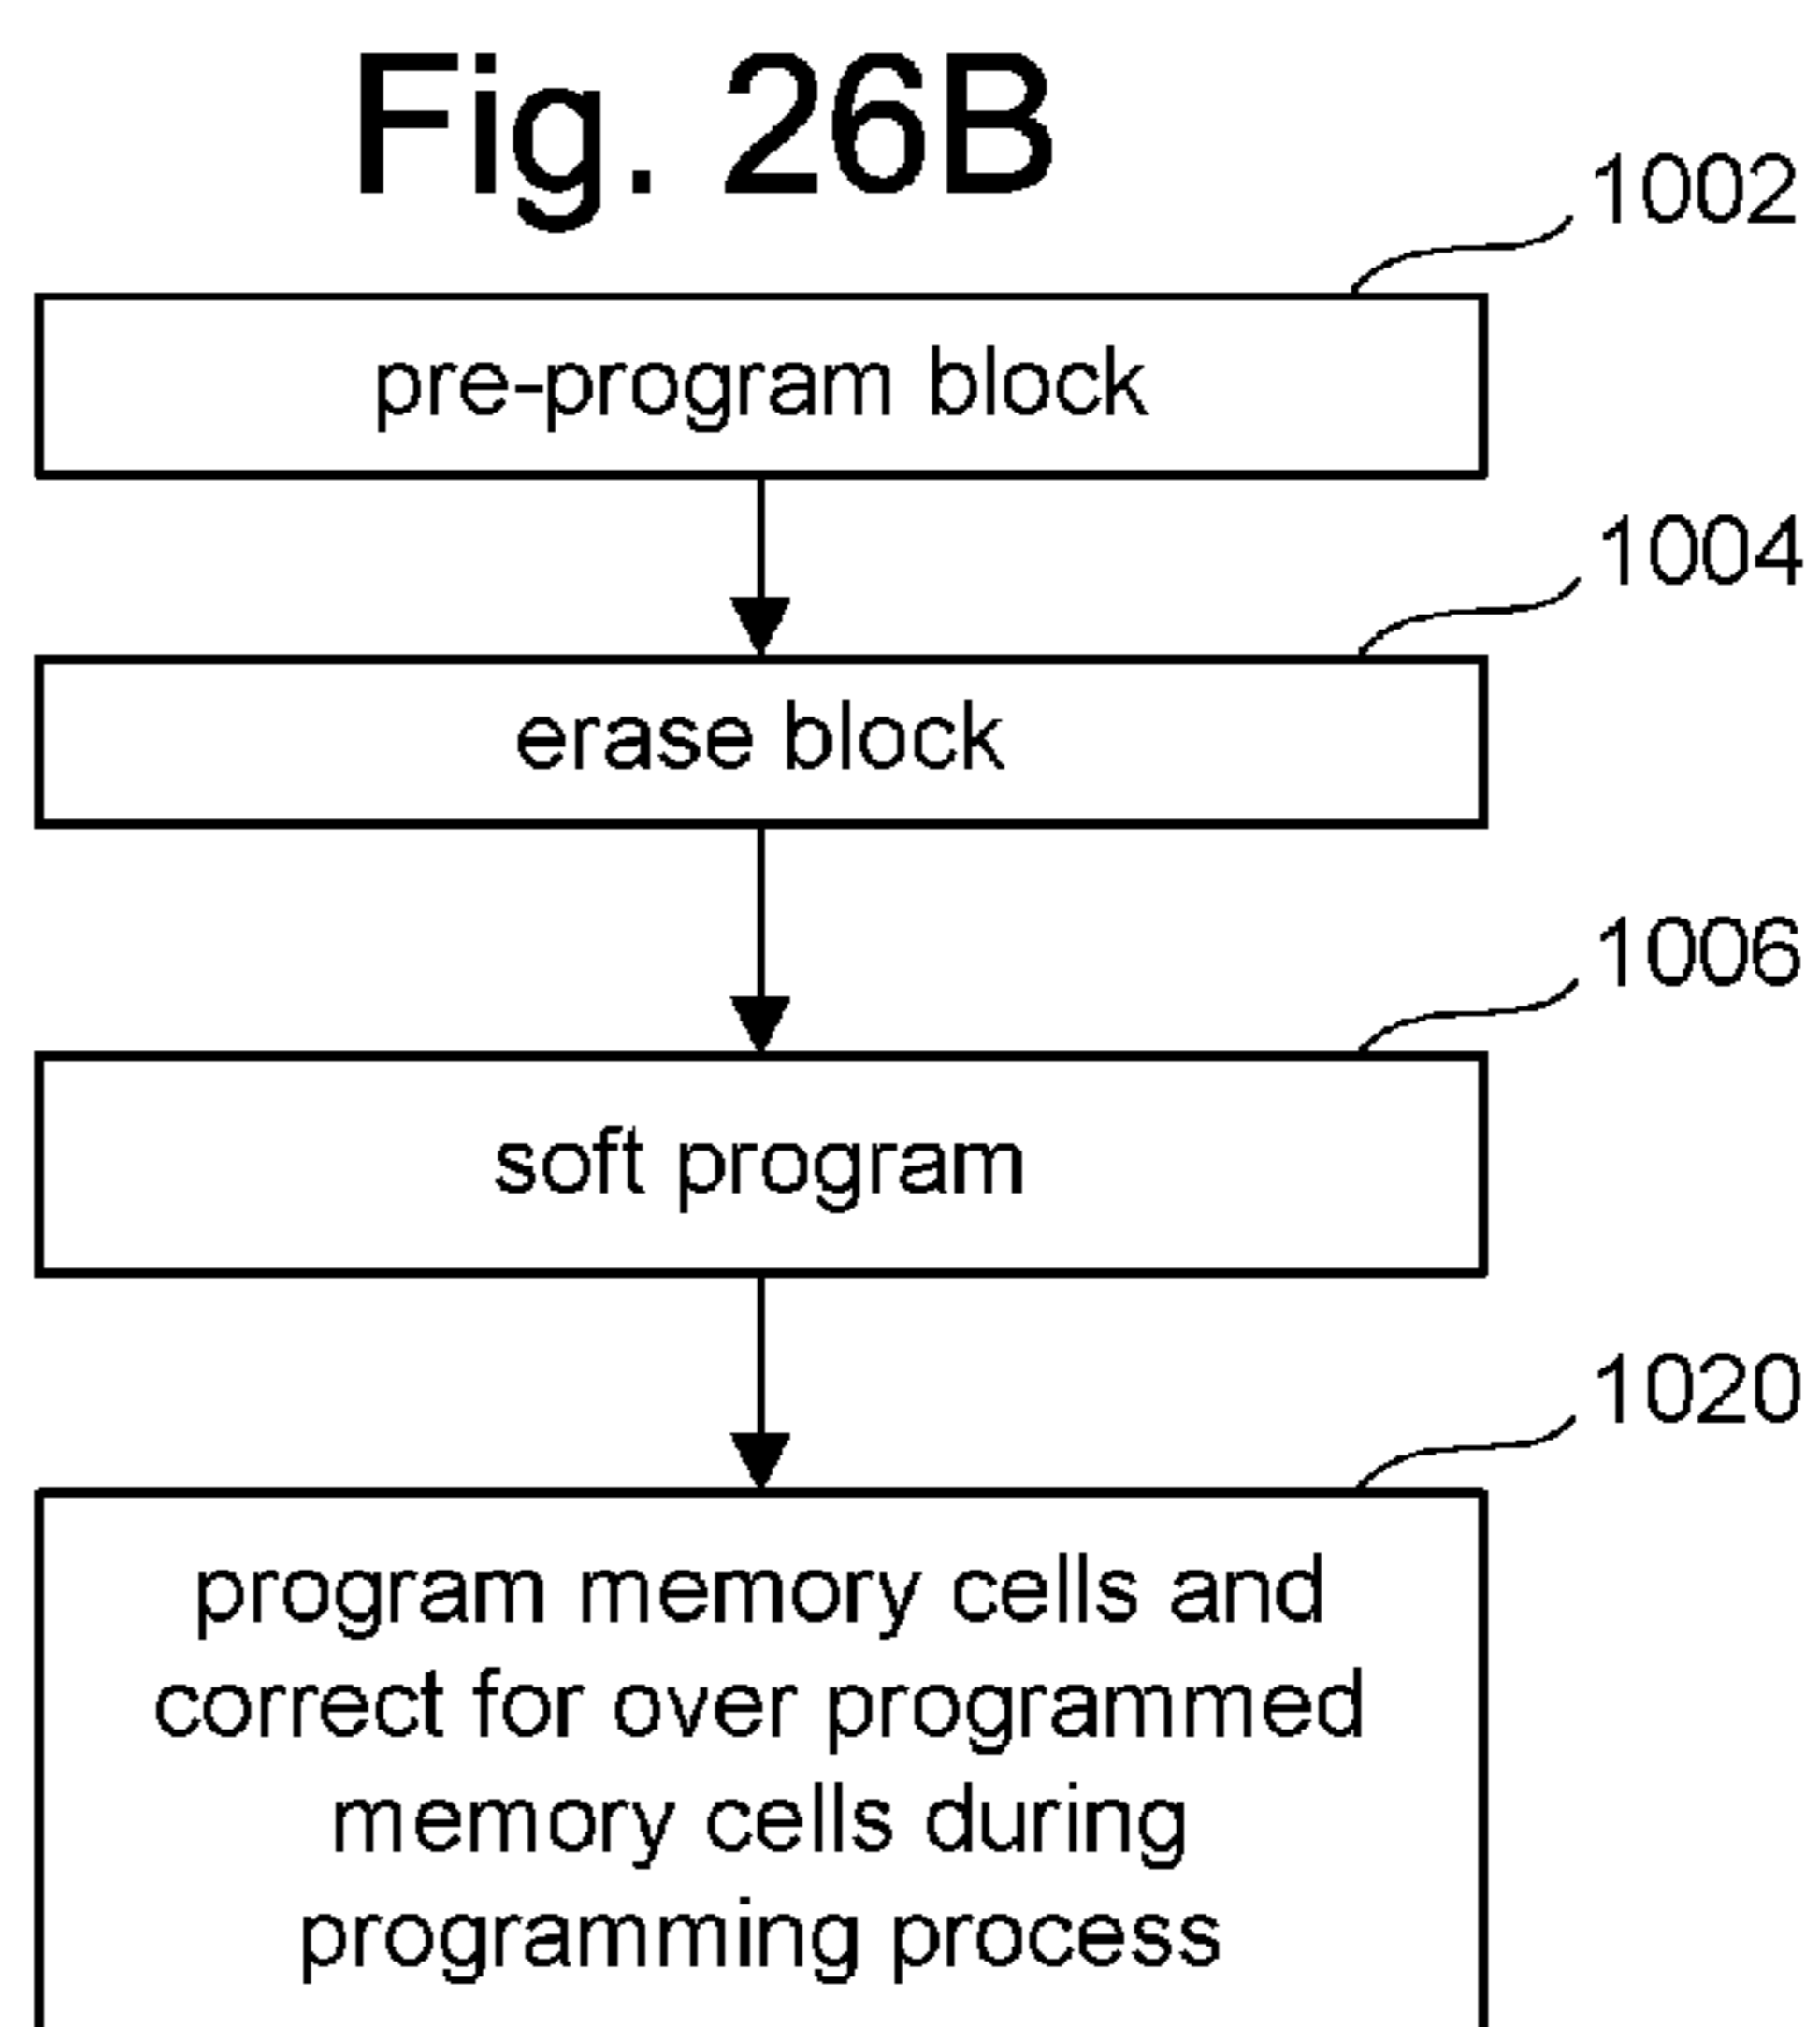 Fig. 26B
1002
pre-program block
1004
erase block
1006
soft program
1020
program memory cells and
correct for over programmed
memory cells during
programming process